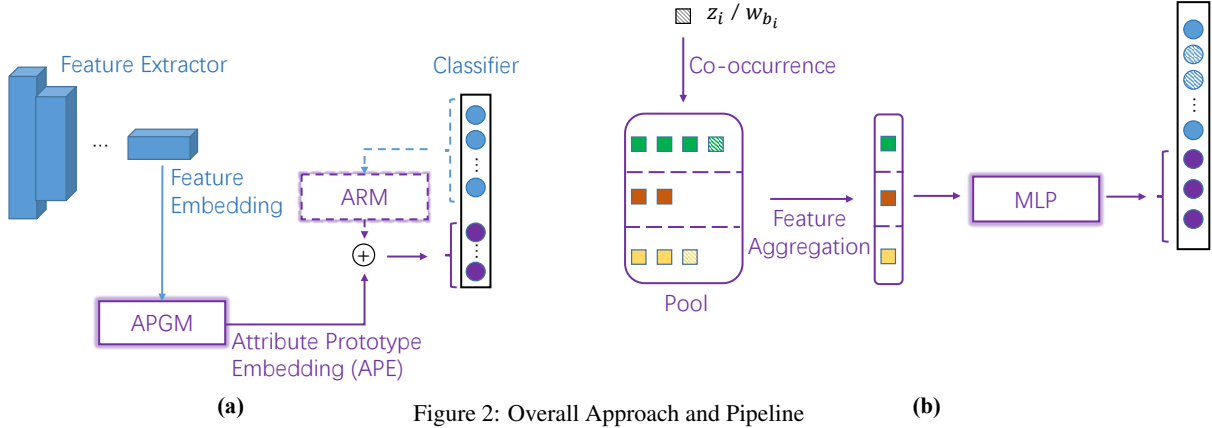 Feature Extractor
...
Feature
Embedding
APGM
Attribute Prototype
Embedding (APE)
ARM
+
Classifier
...
...
(a)
z_i / w_{b_i}
Co-occurrence
Pool
Feature
Aggregation
MLP
...
(b)
Figure 2: Overall Approach and Pipeline